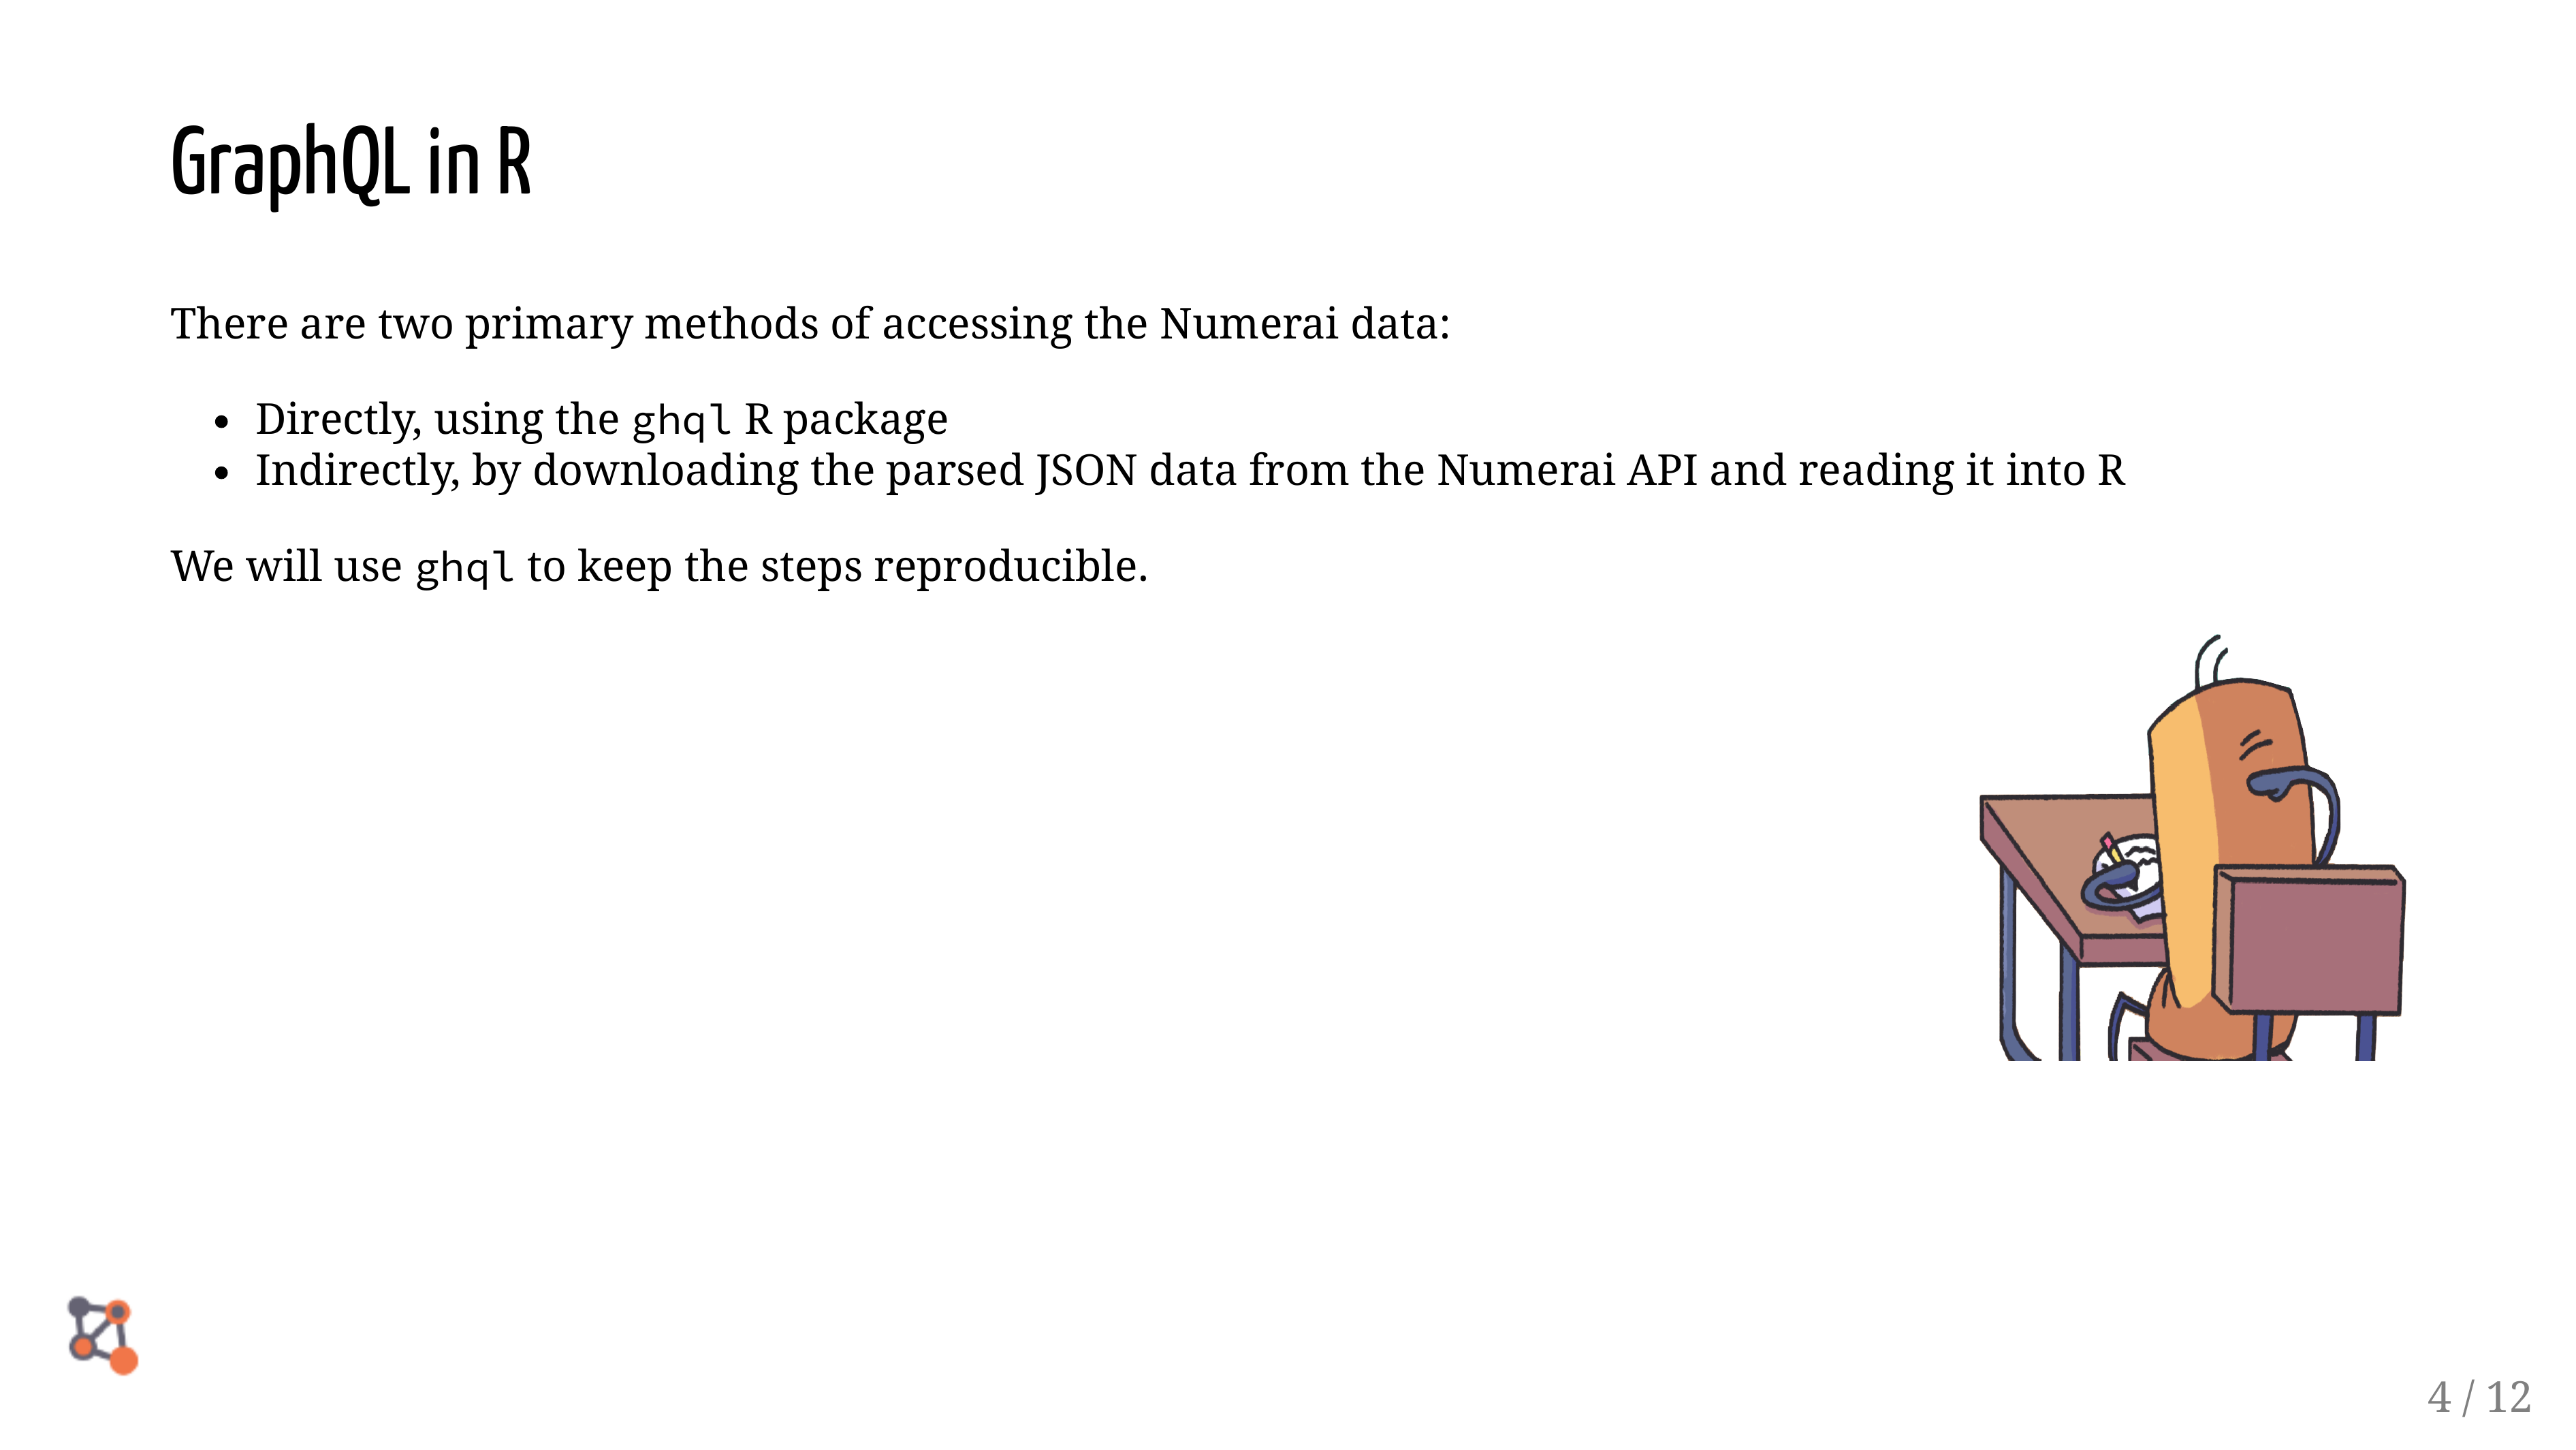 GraphQL in R
There are two primary methods of accessing the Numerai data:
• Directly, using the ghql R package
• Indirectly, by downloading the parsed JSON data from the Numerai API and reading it into R
We will use ghql to keep the steps reproducible.
4 / 12